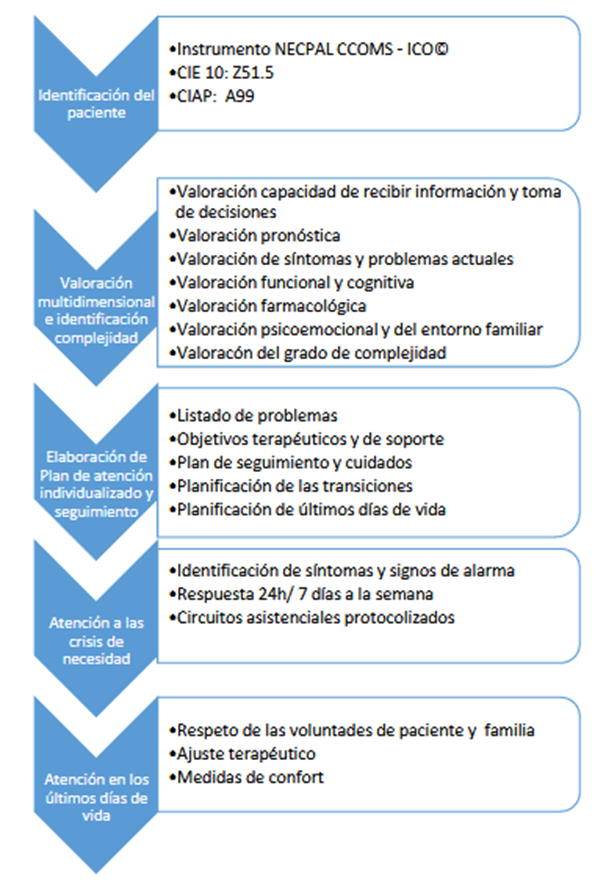 Identificación del
paciente
•Instrumento NECPAL CCOMS - ICO©
•CIE 10: Z51.5
•CIAP: A99
Valoración
multidimensional
e identificación
complejidad
•Valoración capacidad de recibir información y toma
de decisiones
•Valoración pronóstica
•Valoración de síntomas y problemas actuales
•Valoración funcional y cognitiva
•Valoración farmacológica
•Valoración psicoemocional y del entorno familiar
•Valoracón del grado de complejidad
Elaboración de
Plan de atención
individualizado y
seguimiento
•Listado de problemas
•Objetivos terapéuticos y de soporte
•Plan de seguimiento y cuidados
•Planificación de las transiciones
•Planificación de últimos días de vida
Atención a las
crisis de
necesidad
•Identificación de síntomas y signos de alarma
•Respuesta 24h/ 7 días a la semana
•Circuitos asistenciales protocolizados
Atención en los
últimos días de
vida
•Respeto de las voluntades de paciente y familia
•Ajuste terapéutico
•Medidas de confort